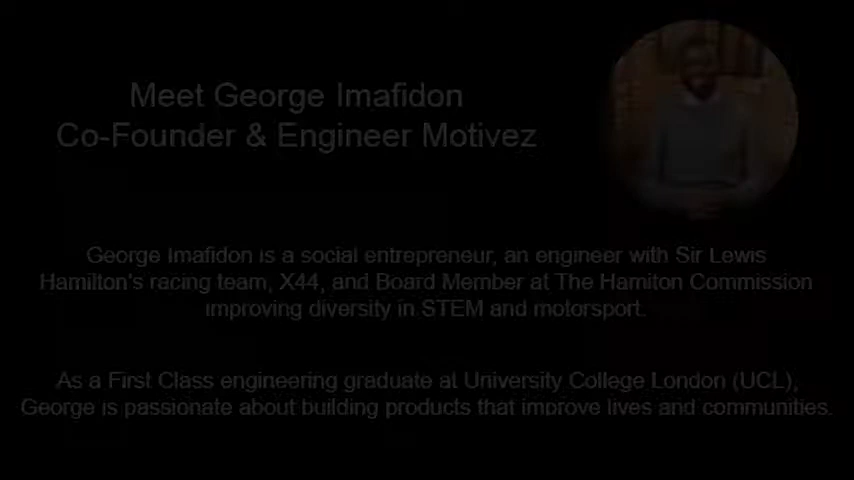 Meet George Imafidon
Co-Founder & Engineer Motivez
George Imafidon is a social entrepreneur, an engineer with Sir Lewis
Hamilton's racing team, X44, and Board Member at The Hamiton Commission
improving diversity in STEM and motorsport.
As a First Class engineering graduate at University College London (UCL),
George is passionate about building products that improve lives and communities.